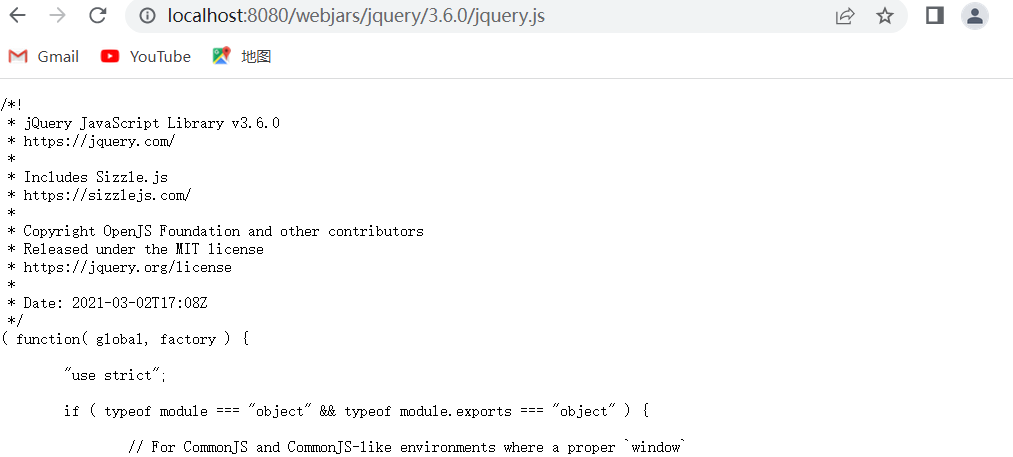 localhost:8080/webjars/jquery/3.6.0/jquery.js
Gmail YouTube 地图
/*!
 * jQuery JavaScript Library v3.6.0
 * https://jquery.com/
 *
 * Includes Sizzle.js
 * https://sizzlejs.com/
 *
 * Copyright OpenJS Foundation and other contributors
 * Released under the MIT license
 * https://jquery.org/license
 *
 * Date: 2021-03-02T17:08Z
 */
( function( global, factory ) {
	"use strict";
	if ( typeof module === "object" && typeof module.exports === "object" ) {
		// For CommonJS and CommonJS-like environments where a proper `window`